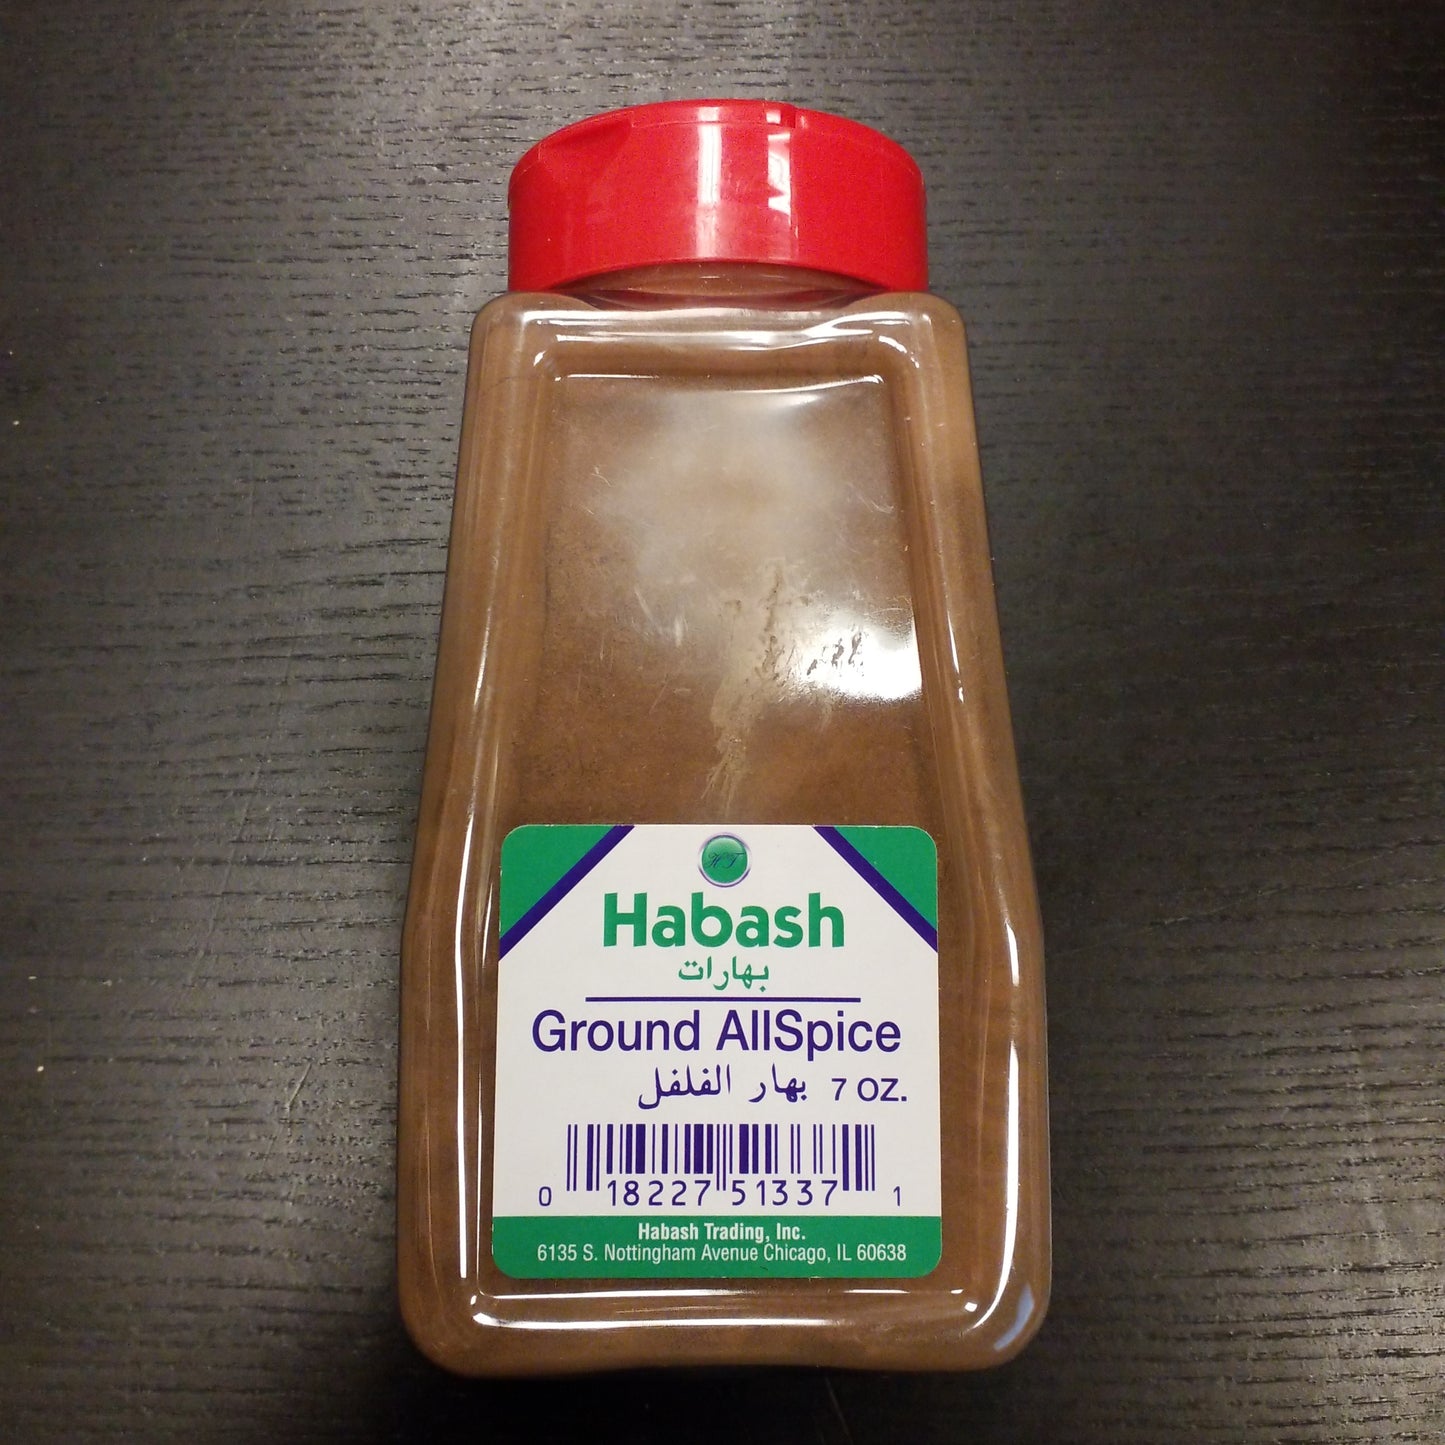 HT
Habash
بهارات
Ground AllSpice
بهار الفلفل 7 OZ.
0 18227 51337 1
Habash Trading, Inc.
6135 S. Nottingham Avenue Chicago, IL 60638